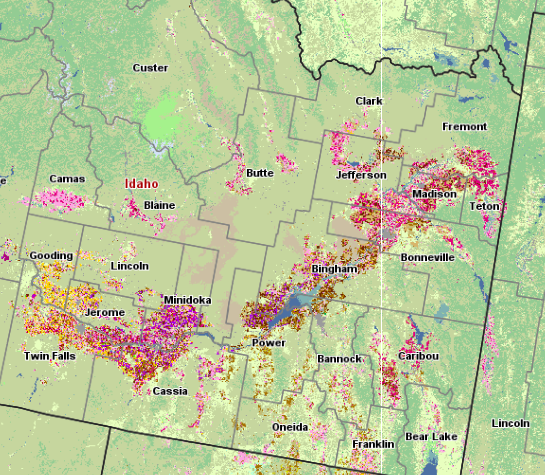 Custer
Clark
Fremont
Butte
Jefferson
Camas
Idaho
Madison
Blaine
Teton
e
Gooding
Lincoln
Bonneville
Bingham
Minidoka
Jerome
Power
Twin Falls
Bannock
Caribou
Cassia
Oneida
Lincoln
Franklin
Bear Lake